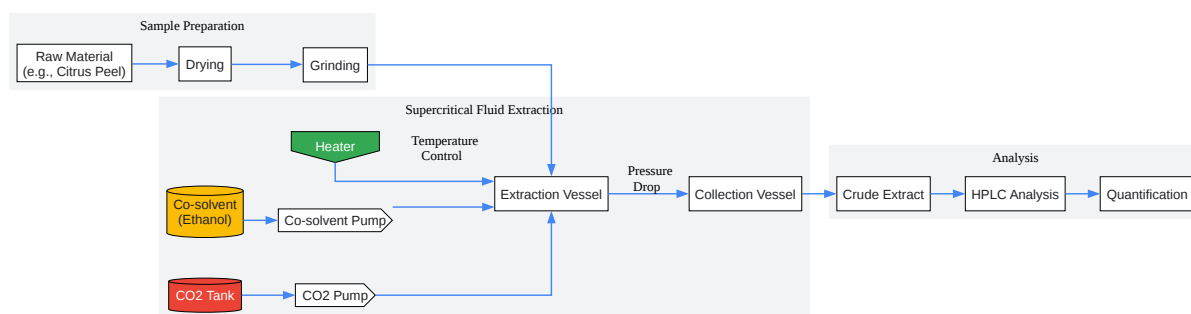 Sample Preparation
Raw Material
(e.g., Citrus Peel)
Drying
Grinding
Supercritical Fluid Extraction
Heater
Temperature
Control
Co-solvent
(Ethanol)
Co-solvent Pump
CO2 Tank
CO2 Pump
Extraction Vessel
Pressure
Drop
Collection Vessel
Analysis
Crude Extract
HPLC Analysis
Quantification